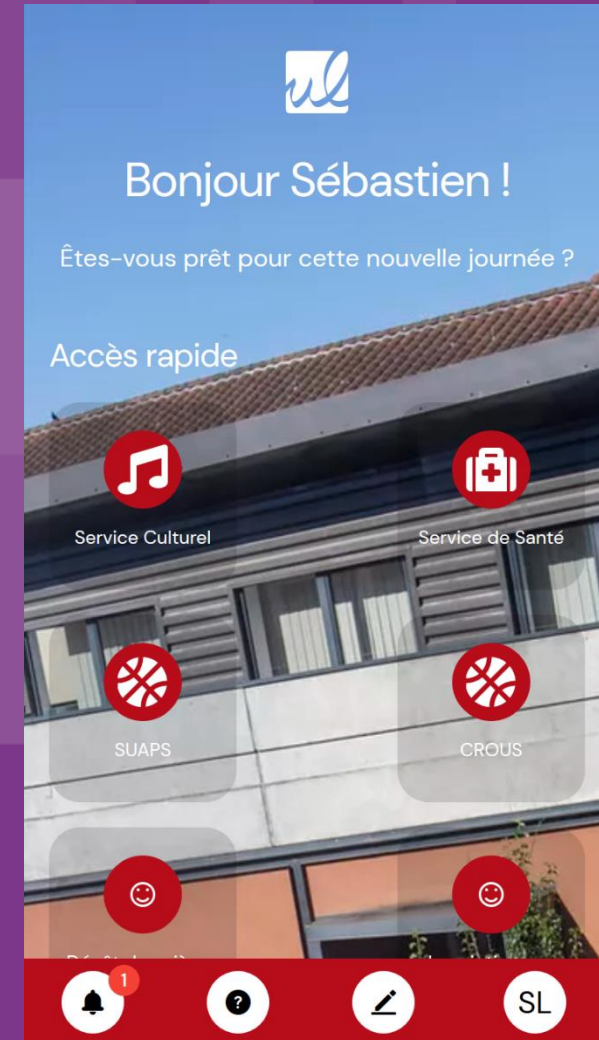 ul
Bonjour Sébastien !
Êtes-vous prêt pour cette nouvelle journée ?
Accès rapide
Service Culturel
Service de Santé
SUAPS
CROUS
1
?
SL